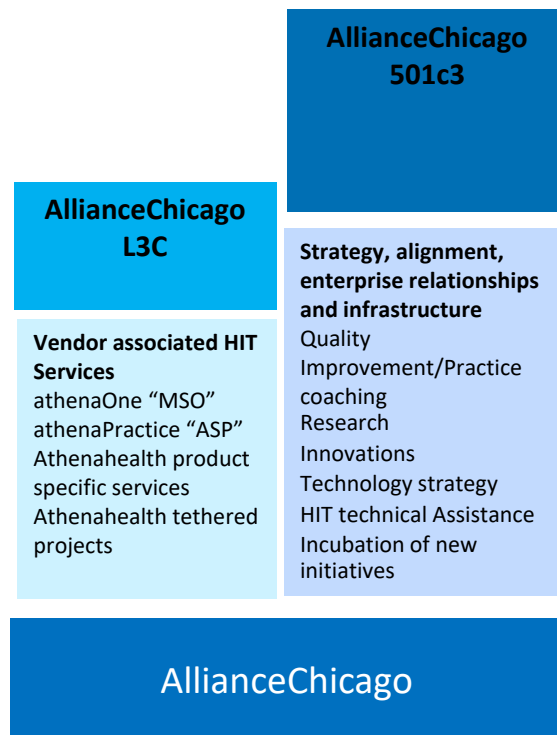 AllianceChicago
501c3
AllianceChicago
L3C
Vendor associated HIT
Services
athenaOne “MSO”
athenaPractice “ASP”
Athenahealth product
specific services
Athenahealth tethered
projects
Strategy, alignment,
enterprise relationships
and infrastructure
Quality
Improvement/Practice
coaching
Research
Innovations
Technology strategy
HIT technical Assistance
Incubation of new
initiatives
AllianceChicago